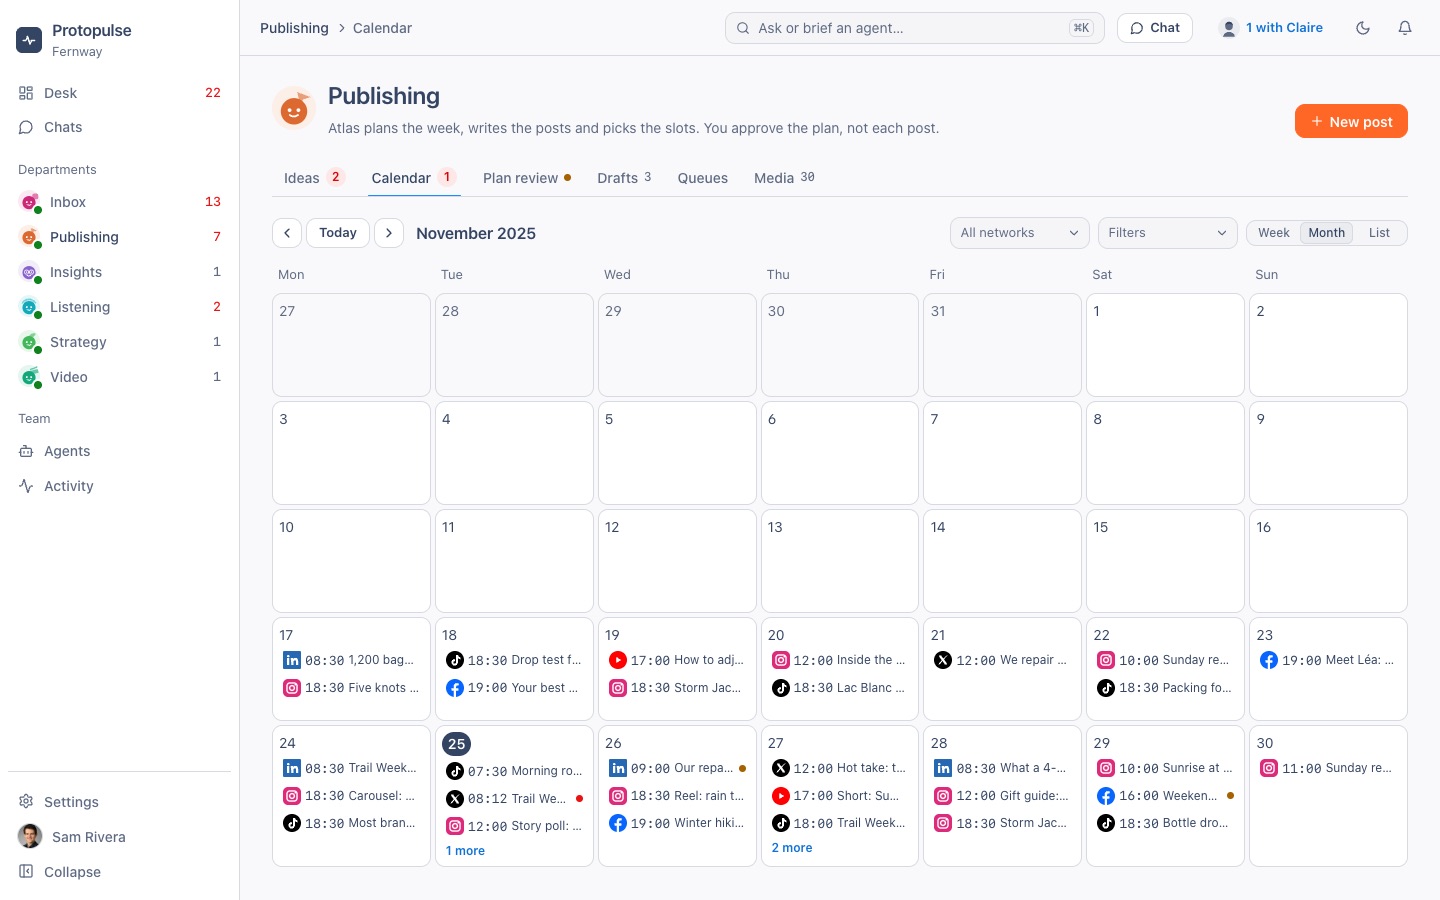 Protopulse
Fernway
Desk 22
Chats
Departments
Inbox 13
Publishing 7
Insights 1
Listening 2
Strategy 1
Video 1
Team
Agents
Activity
Settings
Sam Rivera
Collapse
Publishing > Calendar
Ask or brief an agent... ⌘K
Chat
1 with Claire
Publishing
Atlas plans the week, writes the posts and picks the slots. You approve the plan, not each post.
+ New post
Ideas 2 Calendar 1 Plan review Drafts 3 Queues Media 30
Today November 2025 All networks Filters Week Month List
Mon Tue Wed Thu Fri Sat Sun
27 28 29 30 31 1 2
3 4 5 6 7 8 9
10 11 12 13 14 15 16
17
in 08:30 1,200 bag...
18:30 Five knots ...
18
18:30 Drop test f...
19:00 Your best ...
19
17:00 How to adj...
18:30 Storm Jac...
20
12:00 Inside the ...
18:30 Lac Blanc ...
21
12:00 We repair ...
22
10:00 Sunday re...
18:30 Packing fo...
23
19:00 Meet Léa: ...
24
in 08:30 Trail Week...
18:30 Carousel: ...
18:30 Most bran...
25
07:30 Morning ro...
08:12 Trail We...
12:00 Story poll: ...
1 more
26
in 09:00 Our repa...
18:30 Reel: rain t...
19:00 Winter hiki...
27
12:00 Hot take: t...
17:00 Short: Su...
18:00 Trail Week...
2 more
28
in 08:30 What a 4-...
12:00 Gift guide:...
18:30 Storm Jac...
29
10:00 Sunrise at ...
16:00 Weeken...
18:30 Bottle dro...
30
11:00 Sunday re...